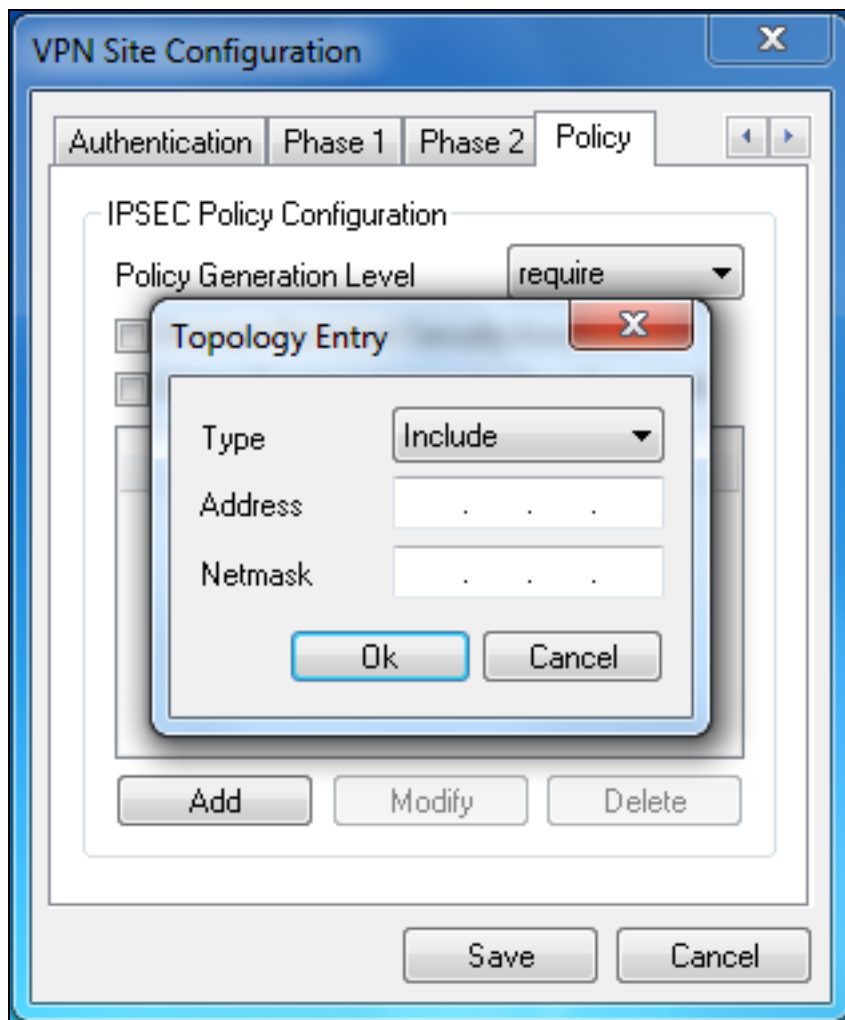 VPN Site Configuration
Authentication Phase 1 Phase 2 Policy
IPSEC Policy Configuration
Policy Generation Level require
Topology Entry
Type Include
Address . . .
Netmask . . .
Ok Cancel
Add Modify Delete
Save Cancel